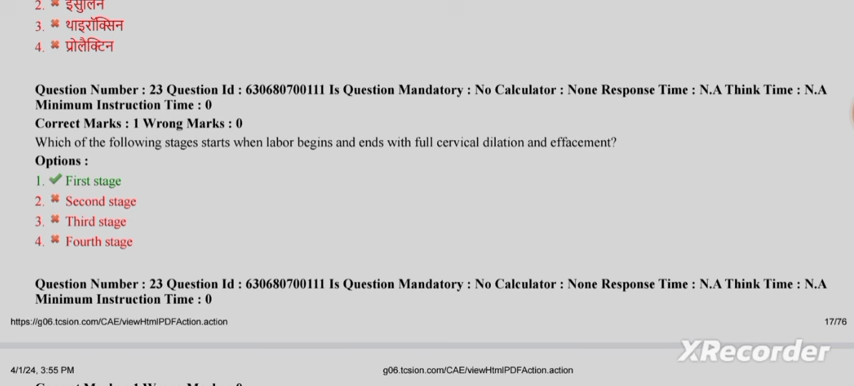 2. इंसुलिन
3. थाइरॉक्सिन
4. प्रोलैक्टिन
Question Number : 23 Question Id : 630680700111 Is Question Mandatory : No Calculator : None Response Time : N.A Think Time : N.A
Minimum Instruction Time : 0
Correct Marks : 1 Wrong Marks : 0
Which of the following stages starts when labor begins and ends with full cervical dilation and effacement?
Options :
1. First stage
2. Second stage
3. Third stage
4. Fourth stage
Question Number : 23 Question Id : 630680700111 Is Question Mandatory : No Calculator : None Response Time : N.A Think Time : N.A
Minimum Instruction Time : 0
https://g06.tcsion.com/CAE/viewHtmlPDFAction.action 17/76
XRecorder
4/1/24, 3:55 PM g06.tcsion.com/CAE/viewHtmlPDFAction.action